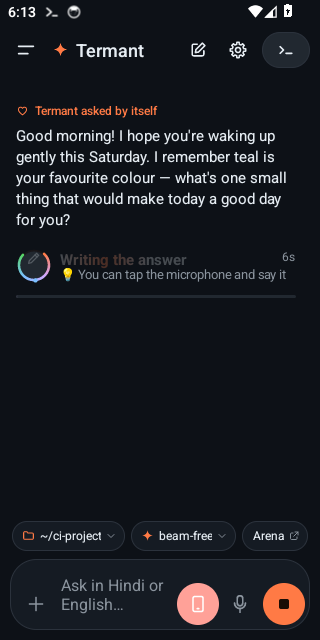 6:13
Termant
Termant asked by itself
Good morning! I hope you're waking up
gently this Saturday. I remember teal is
your favourite colour — what's one small
thing that would make today a good day
for you?
Writing the answer
6s
💡 You can tap the microphone and say it
~/ci-project
beam-free
Arena
Ask in Hindi or
English…